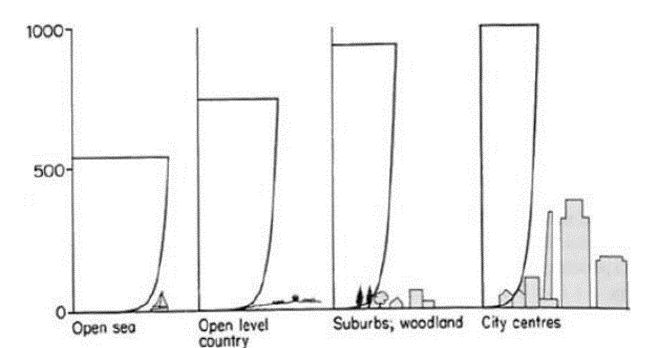 1000
500
0
Open sea
Open level
country
Suburbs, woodland
City centres